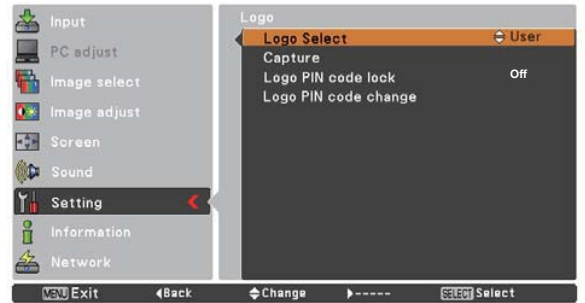 Input
PC adjust
Image select
Image adjust
Screen
Sound
Setting
Information
Network
Logo
Logo Select User
Capture
Logo PIN code lock Off
Logo PIN code change
MENU Exit Back Change ----- SELECT Select